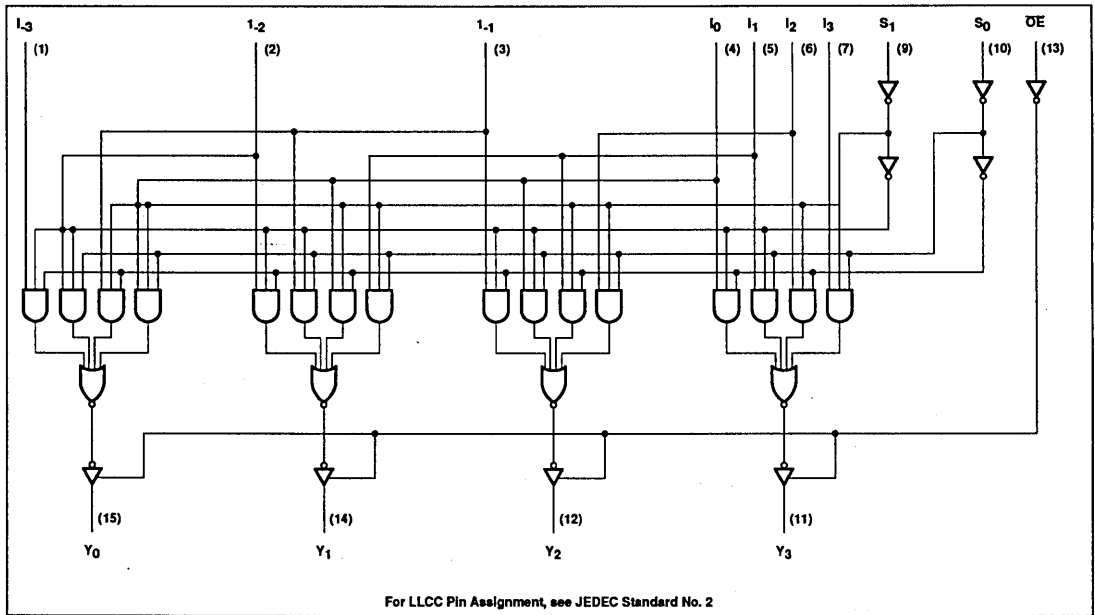 I-3 1-2 1-1 I0 I1 I2 I3 S1 S0 OE
(1) (2) (3) (4) (5) (6) (7) (9) (10) (13)
(15) (14) (12) (11)
Y0 Y1 Y2 Y3
For LLCC Pin Assignment, see JEDEC Standard No. 2